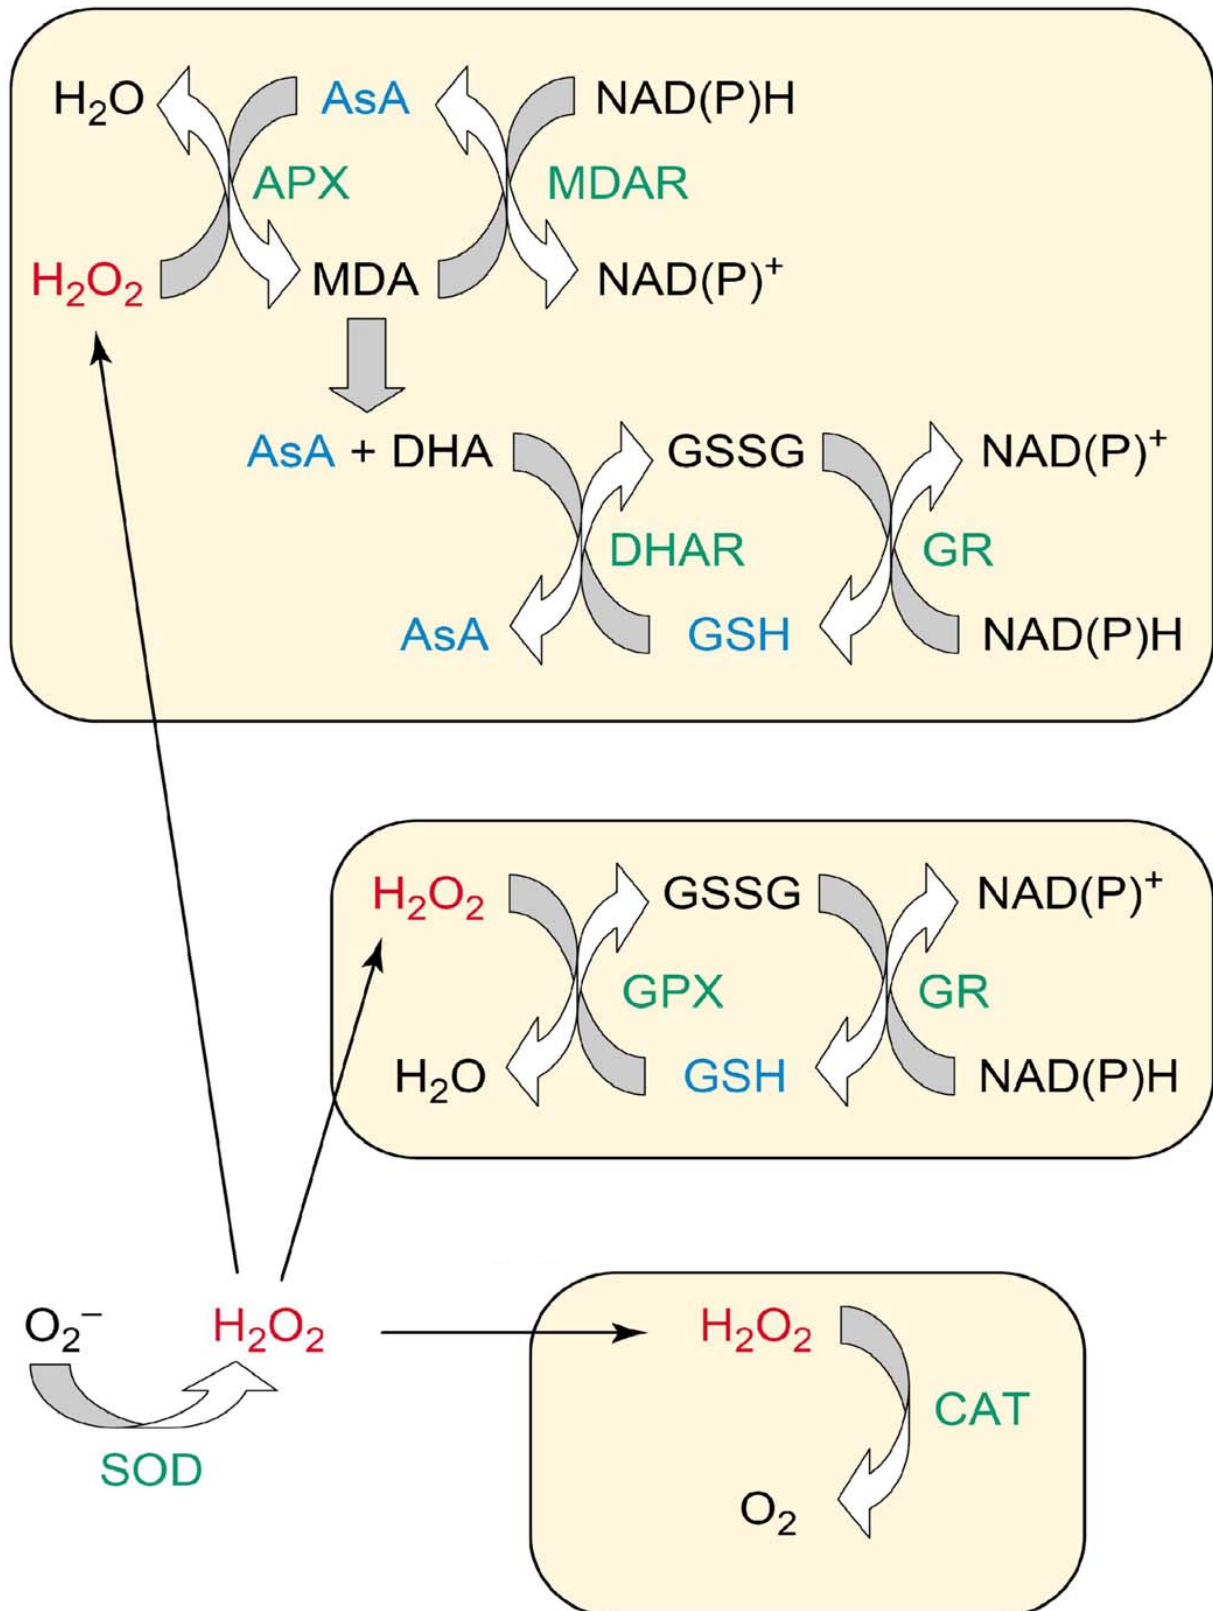 H₂O AsA NAD(P)H
APX MDAR
H₂O₂ MDA NAD(P)⁺
AsA + DHA GSSG NAD(P)⁺
DHAR GR
AsA GSH NAD(P)H
H₂O₂ GSSG NAD(P)⁺
GPX GR
H₂O GSH NAD(P)H
O₂⁻ H₂O₂ H₂O₂
CAT
SOD
O₂